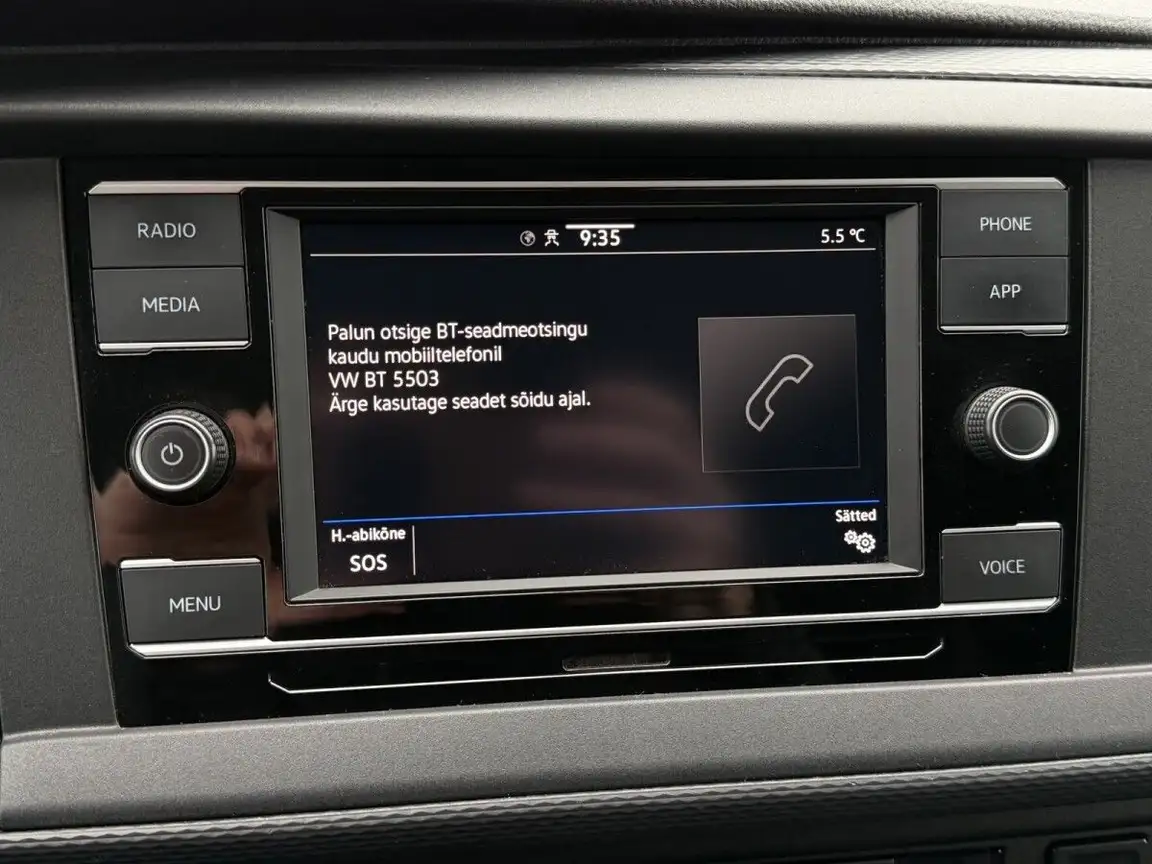 RADIO
MEDIA
MENU
9:35
5.5 °C
Palun otsige BT-seadmeotsingu
kaudu mobiiltelefonil
VW BT 5503
Ärge kasutage seadet sõidu ajal.
H.-abikõne
SOS
Sätted
PHONE
APP
VOICE